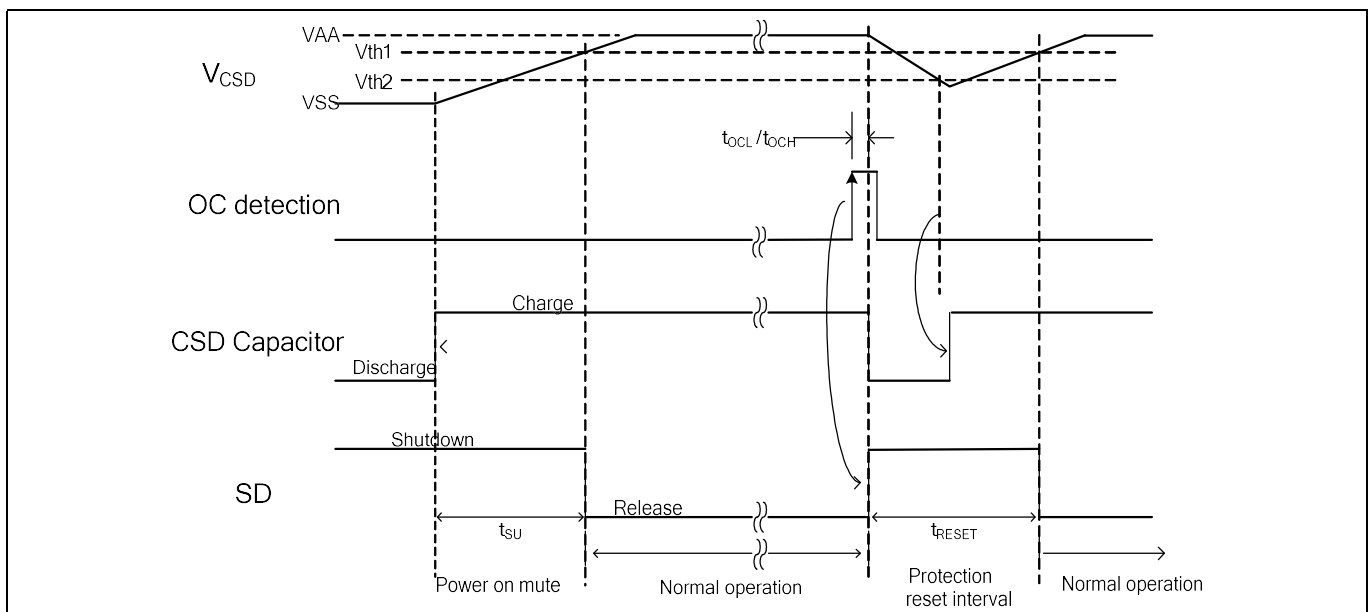 VAA
Vth1
VCSD
Vth2
VSS
tOCL /tOCH
OC detection
Charge
CSD Capacitor
Discharge
Shutdown
SD
Release
tSU
tRESET
Power on mute
Normal operation
Protection
reset interval
Normal operation